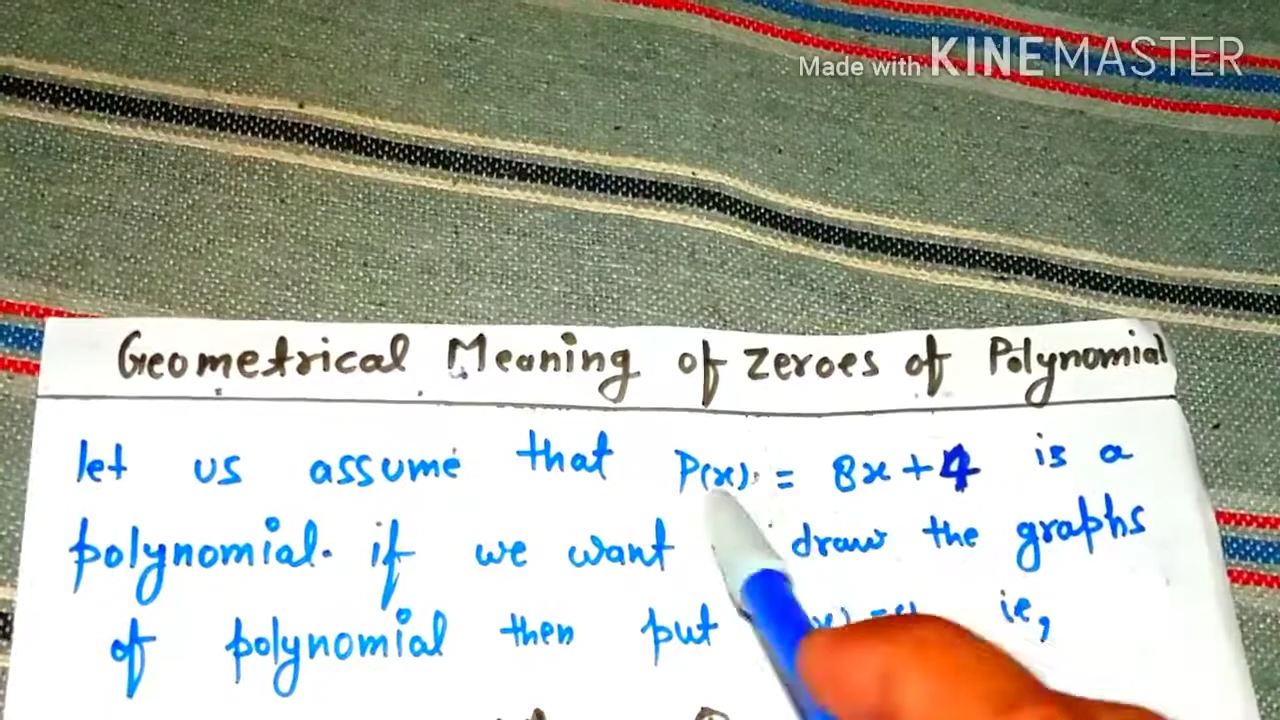 Made with KINEMASTER
Geometrical Meaning of zeroes of Polynomial
let us assume that P(x) = 8x + 4 is a
polynomial. if we want draw the graphs
of polynomial then put ie,